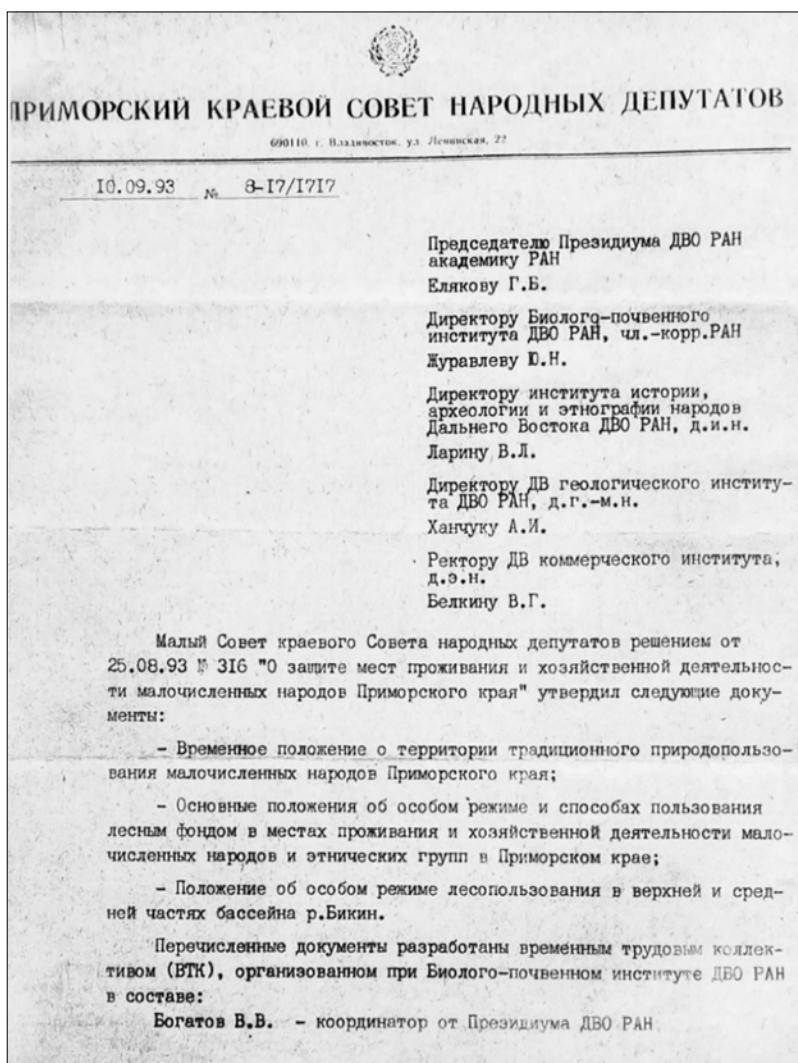 ПРИМОРСКИЙ КРАЕВОЙ СОВЕТ НАРОДНЫХ ДЕПУТАТОВ
690110, г. Владивосток, ул. Ленинская, 22
10.09.93 № 8-17/1717
Председателю Президиума ДВО РАН
академику РАН
Елякову Г.Б.
Директору Биолого-почвенного
института ДВО РАН, чл.-корр.РАН
Журавлеву Ю.Н.
Директору института истории,
археологии и этнографии народов
Дальнего Востока ДВО РАН, д.и.н.
Ларину В.Л.
Директору ДВ геологического институ-
та ДВО РАН, д.г.-м.н.
Ханчуку А.И.
Ректору ДВ коммерческого института,
д.э.н.
Белкину В.Г.
Малый Совет краевого Совета народных депутатов решением от
25.08.93 № 316 "О защите мест проживания и хозяйственной деятельнос-
ти малочисленных народов Приморского края" утвердил следующие доку-
менты:
- Временное положение о территории традиционного природопользо-
вания малочисленных народов Приморского края;
- Основные положения об особом режиме и способах пользования
лесным фондом в местах проживания и хозяйственной деятельности мало-
численных народов и этнических групп в Приморском крае;
- Положение об особом режиме лесопользования в верхней и сред-
ней частях бассейна р.Бикин.
Перечисленные документы разработаны временным трудовым коллек-
тивом (ВТК), организованном при Биолого-почвенном институте ДВО РАН
в составе:
Богатов В.В. - координатор от Президиума ДВО РАН